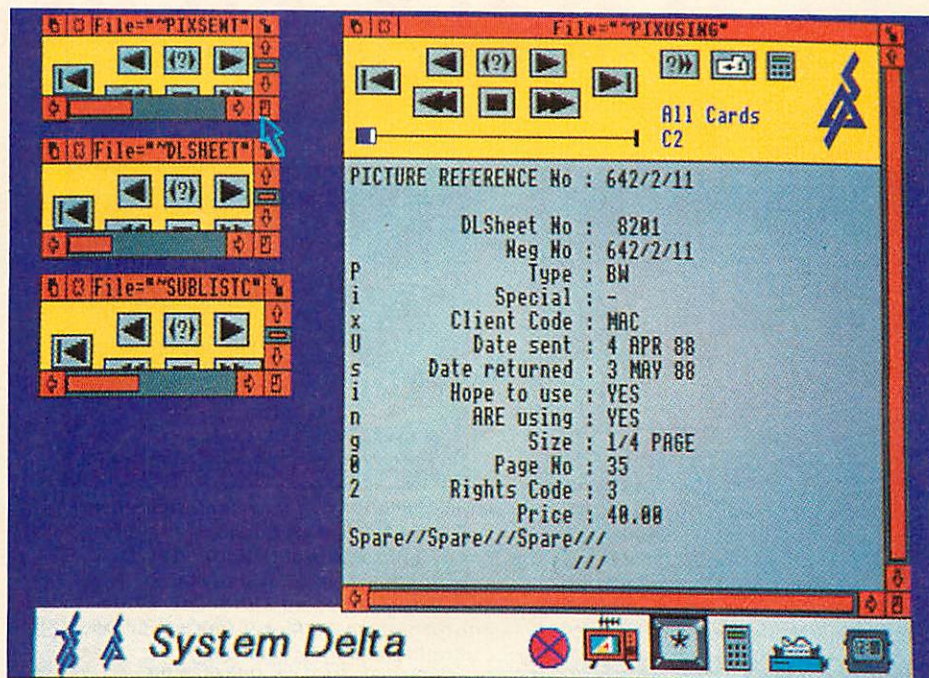 File="~PIXSENT"
File="~DLSHEET"
File="~SUBLISTC"
File="~PIXUSING"
(?)
(?)
(?)
(?)
All Cards
C2
PICTURE REFERENCE No : 642/2/11
DLSheet No : 8201
Neg No : 642/2/11
Type : BW
Special : -
Client Code : MAC
Date sent : 4 APR 88
Date returned : 3 MAY 88
Hope to use : YES
ARE using : YES
Size : 1/4 PAGE
Page No : 35
Rights Code : 3
Price : 40.00
PixUsing02
Spare//Spare///Spare///
///
System Delta
*